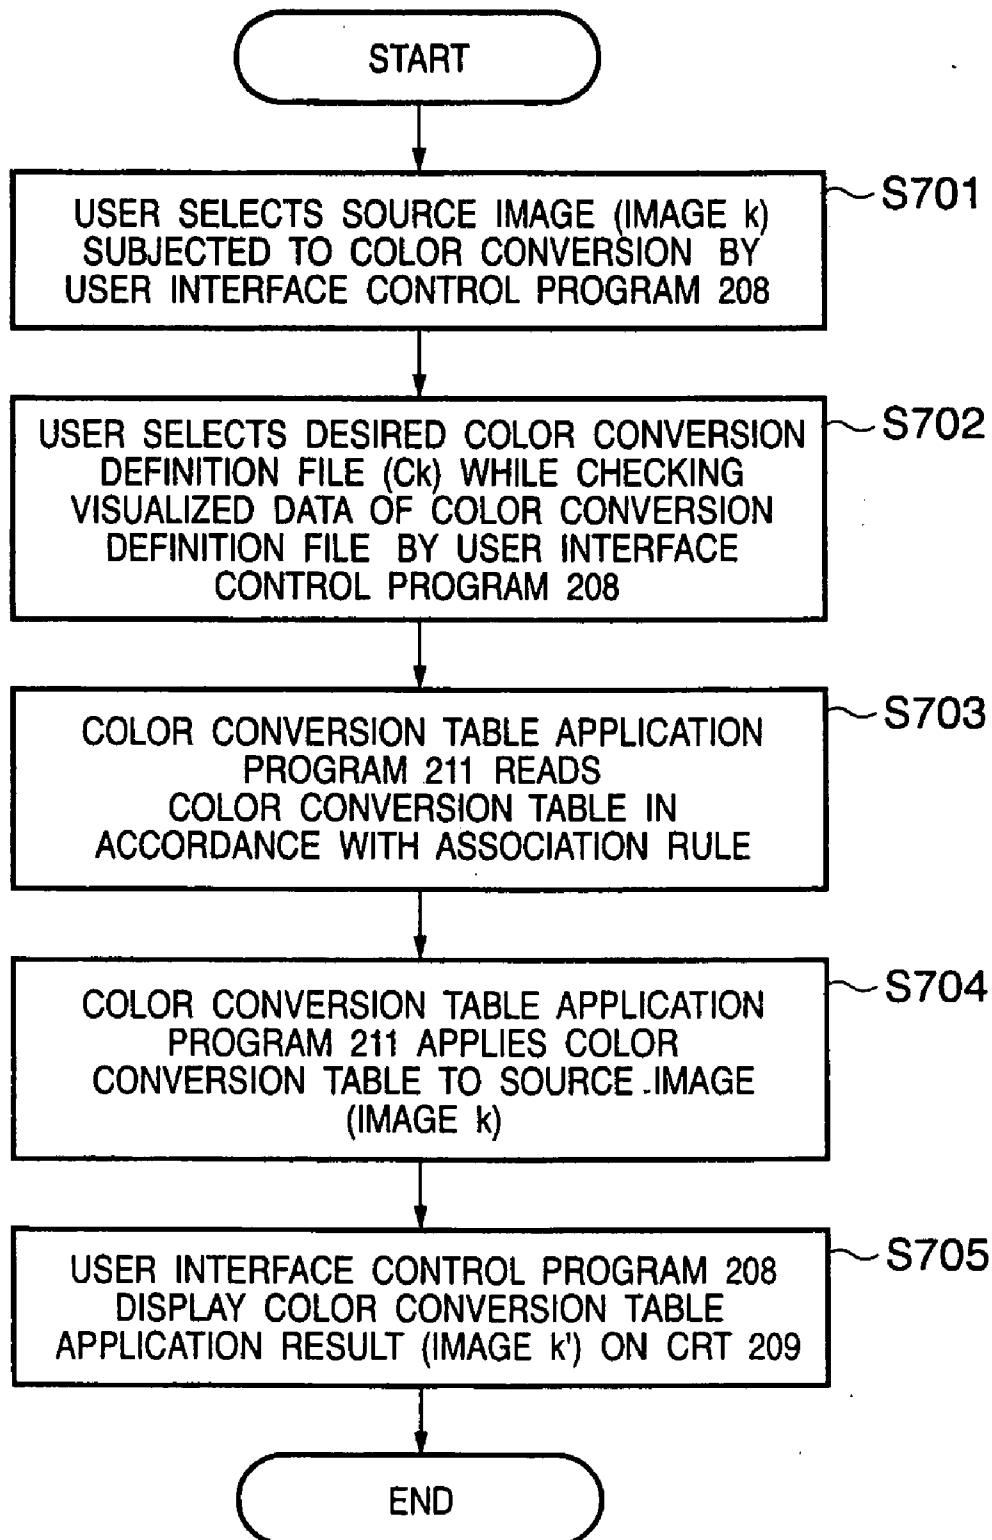 START
S701
USER SELECTS SOURCE IMAGE (IMAGE k)
SUBJECTED TO COLOR CONVERSION BY
USER INTERFACE CONTROL PROGRAM 208
S702
USER SELECTS DESIRED COLOR CONVERSION
DEFINITION FILE (Ck) WHILE CHECKING
VISUALIZED DATA OF COLOR CONVERSION
DEFINITION FILE BY USER INTERFACE
CONTROL PROGRAM 208
S703
COLOR CONVERSION TABLE APPLICATION
PROGRAM 211 READS
COLOR CONVERSION TABLE IN
ACCORDANCE WITH ASSOCIATION RULE
S704
COLOR CONVERSION TABLE APPLICATION
PROGRAM 211 APPLIES COLOR
CONVERSION TABLE TO SOURCE IMAGE
(IMAGE k)
S705
USER INTERFACE CONTROL PROGRAM 208
DISPLAY COLOR CONVERSION TABLE
APPLICATION RESULT (IMAGE k') ON CRT 209
END